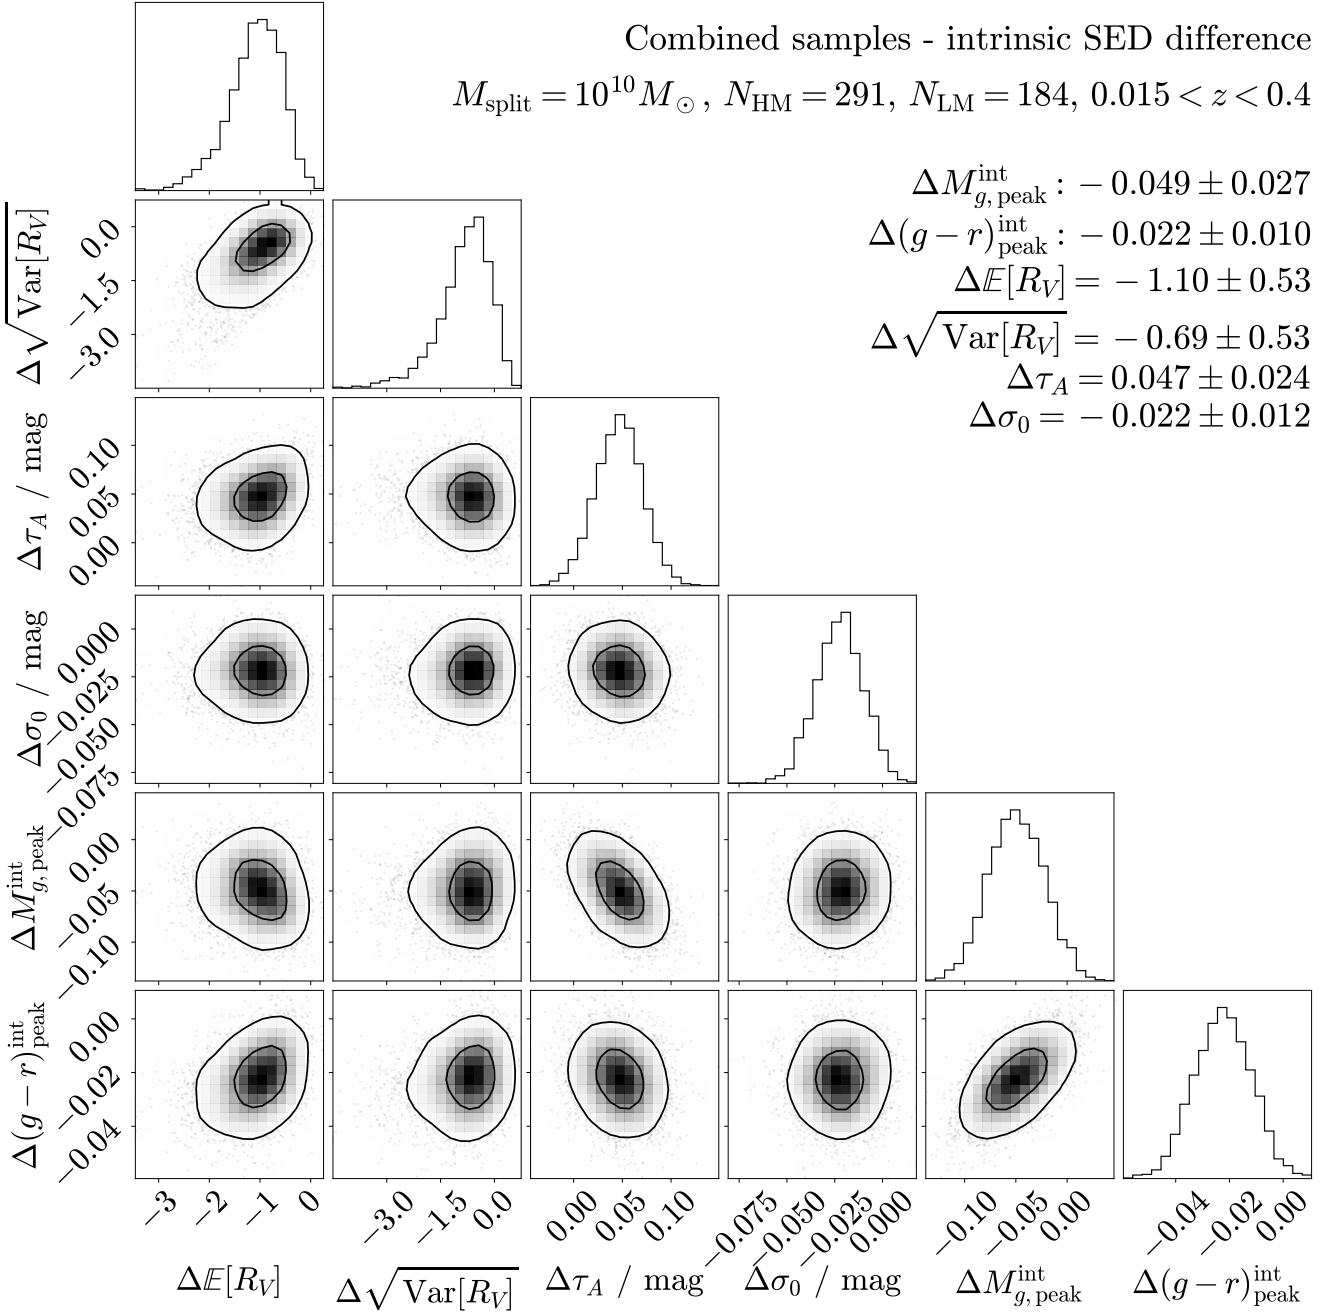 Combined samples - intrinsic SED difference
M_split = 10^10 M_⊙, N_HM = 291, N_LM = 184, 0.015 < z < 0.4
ΔM^int_g,peak : −0.049 ± 0.027
Δ(g − r)^int_peak : −0.022 ± 0.010
Δ𝔼[R_V] = −1.10 ± 0.53
Δ√Var[R_V] = −0.69 ± 0.53
Δτ_A = 0.047 ± 0.024
Δσ_0 = −0.022 ± 0.012
Δ√Var[R_V]
0.0
−1.5
−3.0
Δτ_A / mag
0.10
0.05
0.00
Δσ_0 / mag
0.000
−0.025
−0.050
−0.075
ΔM^int_g,peak
0.00
−0.05
−0.10
Δ(g − r)^int_peak
0.00
−0.02
−0.04
−3 −2 −1 0
−3.0 −1.5 0.0
0.00 0.05 0.10
−0.075 −0.050 −0.025 0.000
−0.10 −0.05 0.00
−0.04 −0.02 0.00
Δ𝔼[R_V]
Δ√Var[R_V]
Δτ_A / mag
Δσ_0 / mag
ΔM^int_g,peak
Δ(g − r)^int_peak